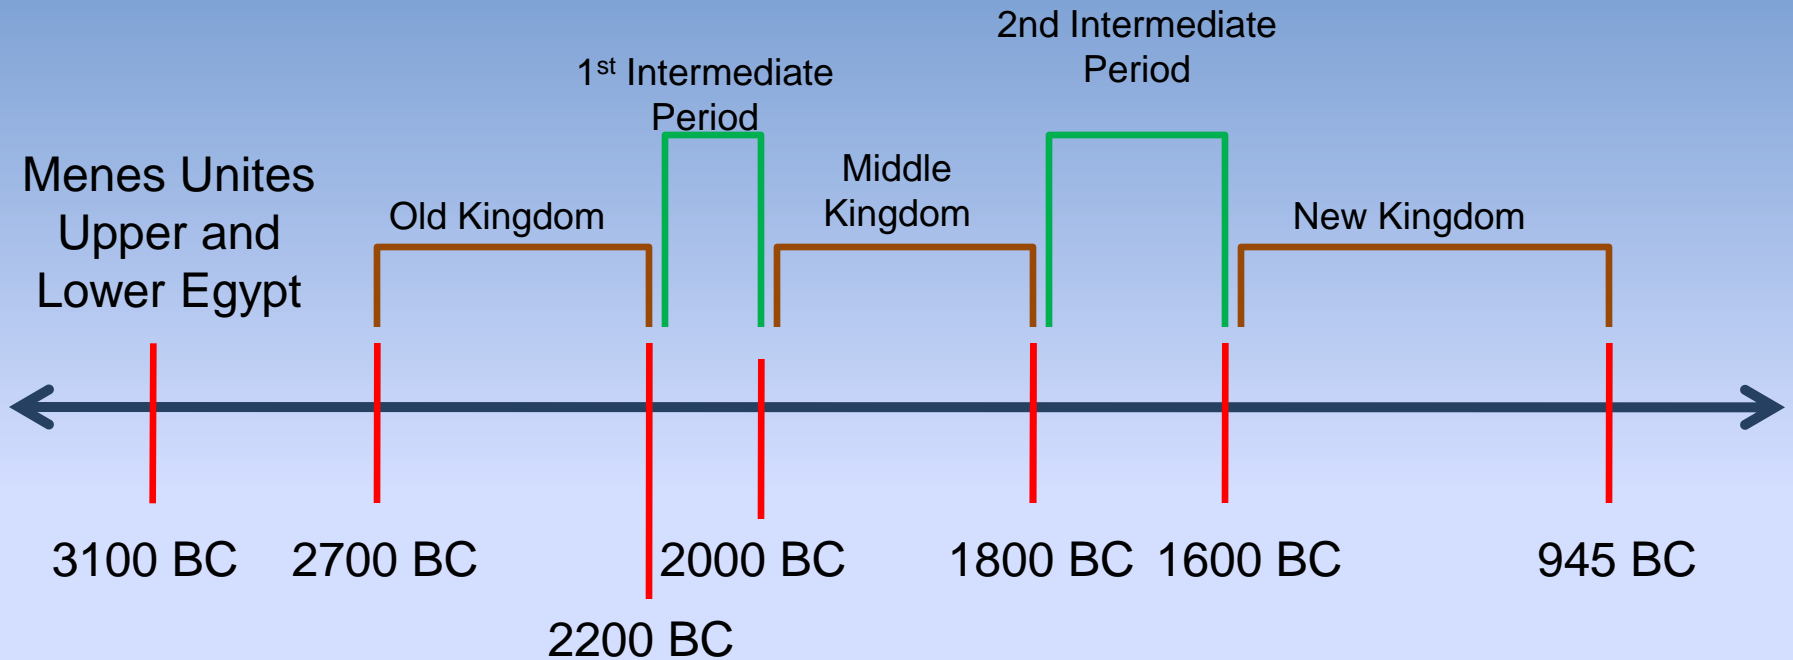 2nd Intermediate
Period
1st Intermediate
Period
Menes Unites
Upper and
Lower Egypt
Old Kingdom
Middle
Kingdom
New Kingdom
3100 BC
2700 BC
2200 BC
2000 BC
1800 BC
1600 BC
945 BC